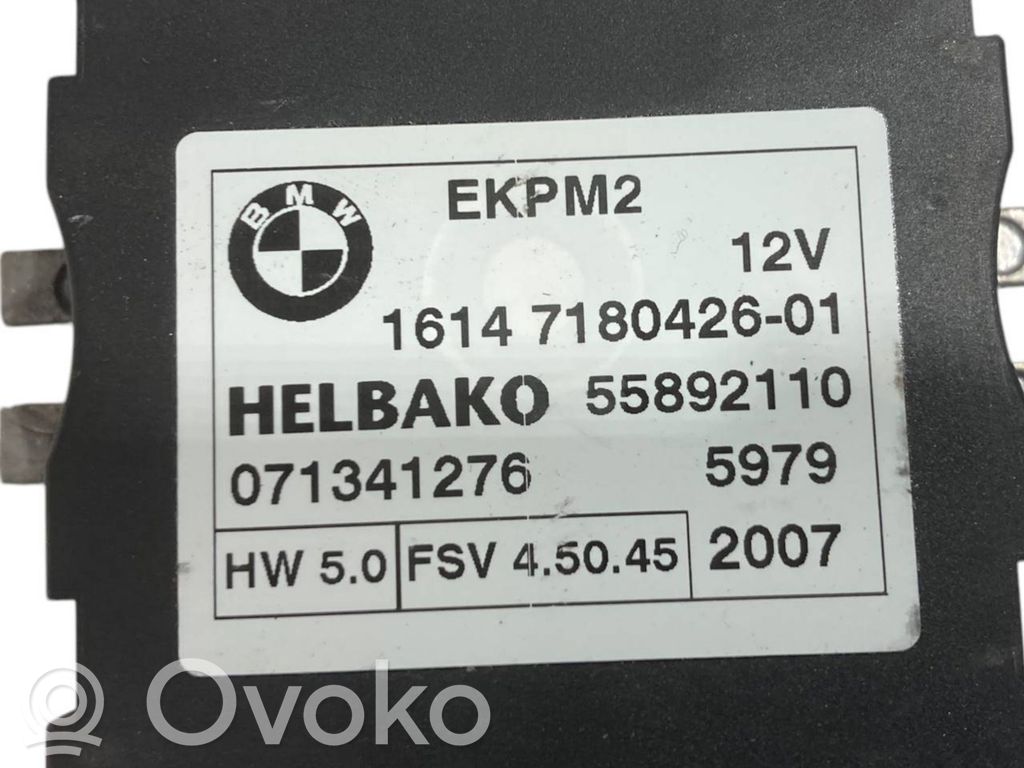 BMW
EKPM2
12V
1614 7180426-01
HELBAKO 55892110
071341276 5979
HW 5.0 FSV 4.50.45 2007
Ovoko